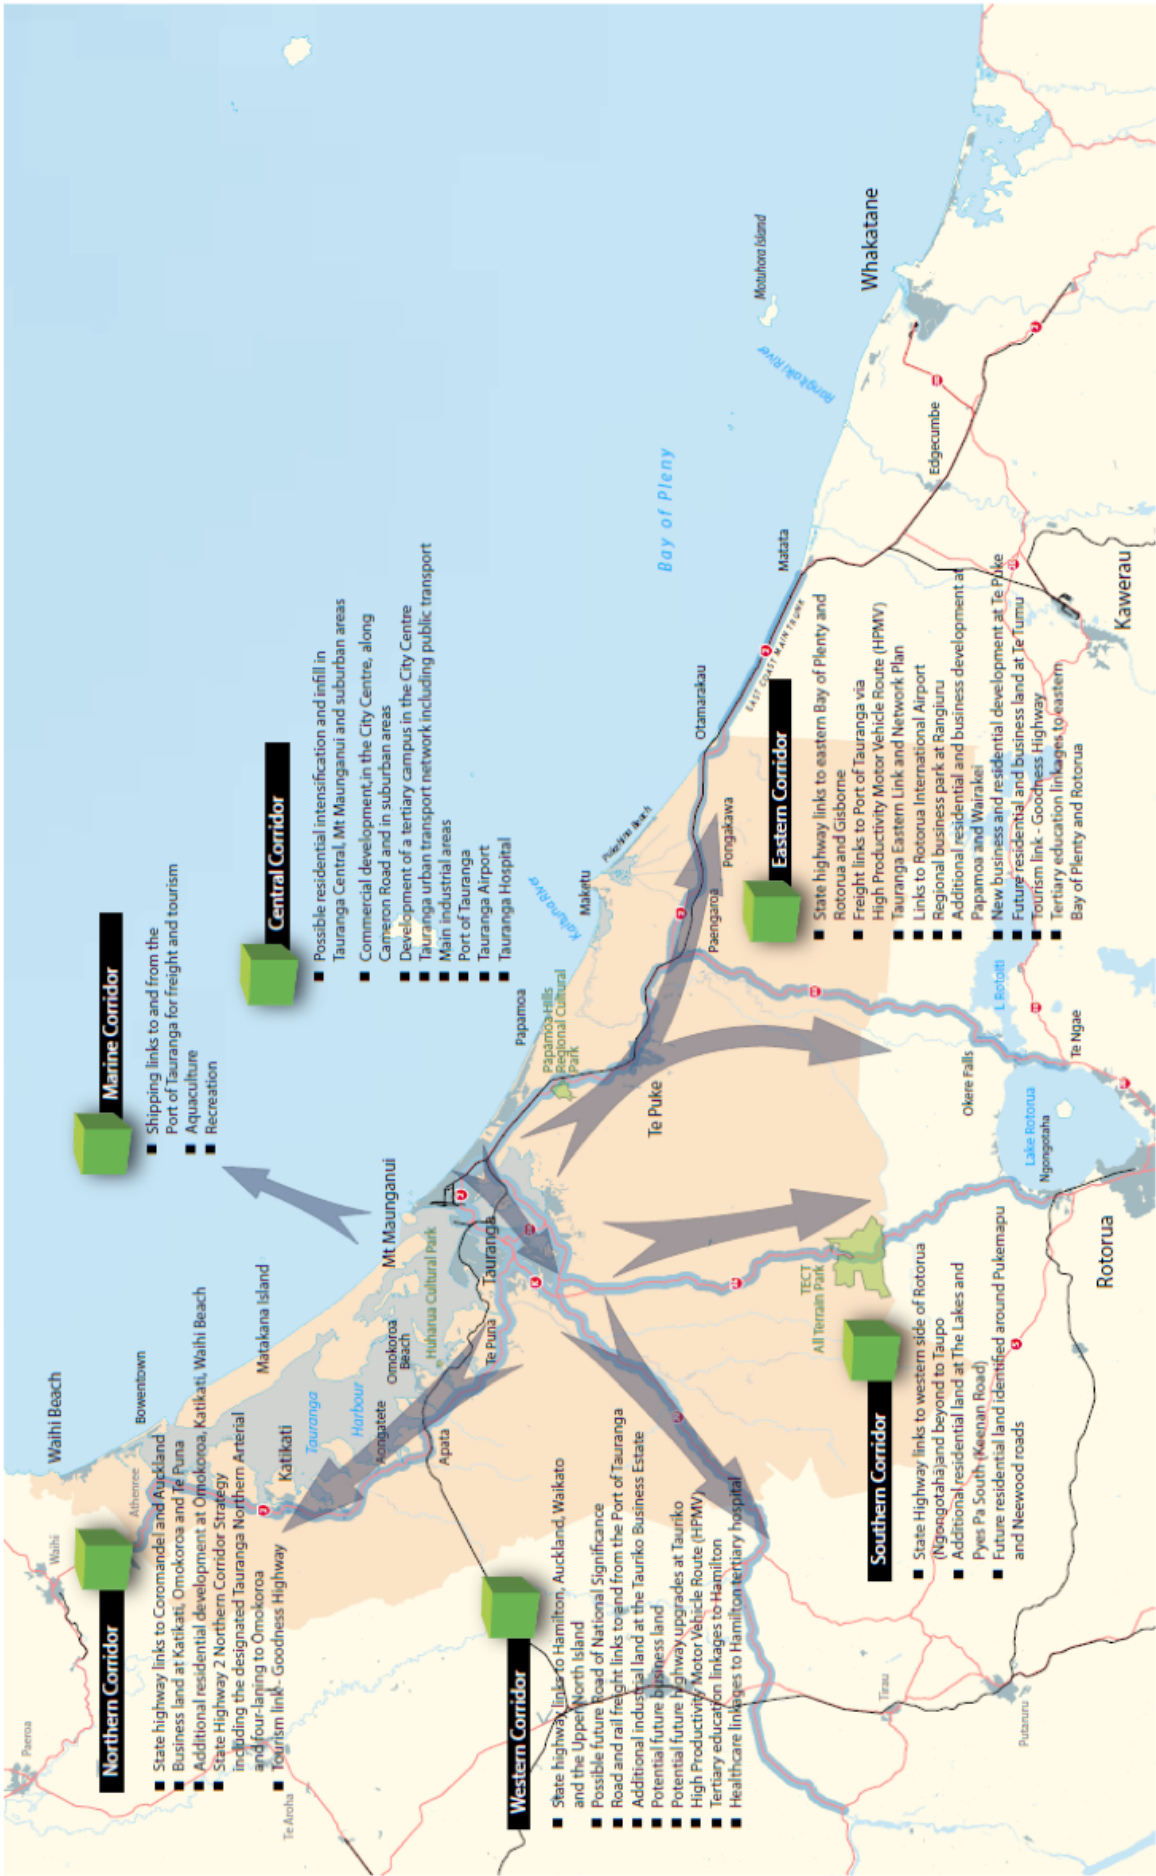 Marine Corridor
■ Shipping links to and from the
Port of Tauranga for freight and tourism
■ Aquaculture
■ Recreation
Central Corridor
■ Possible residential intensification and infill in
Tauranga Central, Mt Maunganui and suburban areas
■ Commercial development, in the City Centre, along
Cameron Road and in suburban areas
■ Development of a tertiary campus in the City Centre
■ Tauranga urban transport network including public transport
■ Main industrial areas
■ Port of Tauranga
■ Tauranga Airport
■ Tauranga Hospital
Northern Corridor
■ State highway links to Coromandel and Auckland
■ Business land at Katikati, Omokoroa and Te Puna
■ Additional residential development at Omokoroa, Katikati, Waihi Beach
■ State Highway 2 Northern Corridor Strategy
including the designated Tauranga Northern Arterial
and four-laning to Omokoroa
■ Tourism link- Goodness Highway
Western Corridor
■ State highway links to Hamilton, Auckland, Waikato
and the Upper North Island
■ Possible future Road of National Significance
■ Road and rail freight links to and from the Port of Tauranga
■ Additional industrial land at the Tauriko Business Estate
■ Potential future business land
■ Potential future highway upgrades at Tauriko
■ High Productivity Motor Vehicle Route (HPMV)
■ Tertiary education linkages to Hamilton
■ Healthcare linkages to Hamilton tertiary hospital
Southern Corridor
■ State Highway links to western side of Rotorua
(Ngongotaha)and beyond to Taupo
■ Additional residential land at The Lakes and
Pyes Pa South (Keenan Road)
■ Future residential land identified around Pukemapu
and Neewood roads
Eastern Corridor
■ State highway links to eastern Bay of Plenty and
Rotorua and Gisborne
■ Freight links to Port of Tauranga via
High Productivity Motor Vehicle Route (HPMV)
■ Tauranga Eastern Link and Network Plan
■ Links to Rotorua International Airport
■ Regional business park at Rangiuru
■ Additional residential and business development at
Papamoa and Wairakei
■ New business and residential development at Te Puke
■ Future residential and business land at Te Tumu
■ Tourism link - Goodness Highway
■ Tertiary education linkages to eastern
Bay of Plenty and Rotorua
Paeroa
Waihi
Waihi Beach
Athenree
Bowentown
Te Aroha
Katikati
Tauranga
Harbour
Matakana Island
Aongatete
Apata
Omokoroa
Beach
Huharua Cultural Park
Te Puna
Mt Maunganui
Tauranga
2
2
2
2
2
K
5
Papamoa
Papamoa Hills
Regional Cultural
Park
Kaituna River
Maketu
Pukehina Beach
Te Puke
Paengaroa
Pongakawa
Otamarakau
EAST COAST MAIN TRUNK
Matata
Bay of Pleny
Rangitaiki River
Motuhora Island
Whakatane
Edgecumbe
Kawerau
TECT
All Terrain Park
Okere Falls
L Rotoiti
Te Ngae
Lake Rotorua
Ngongotaha
Rotorua
Tirau
Putaruru